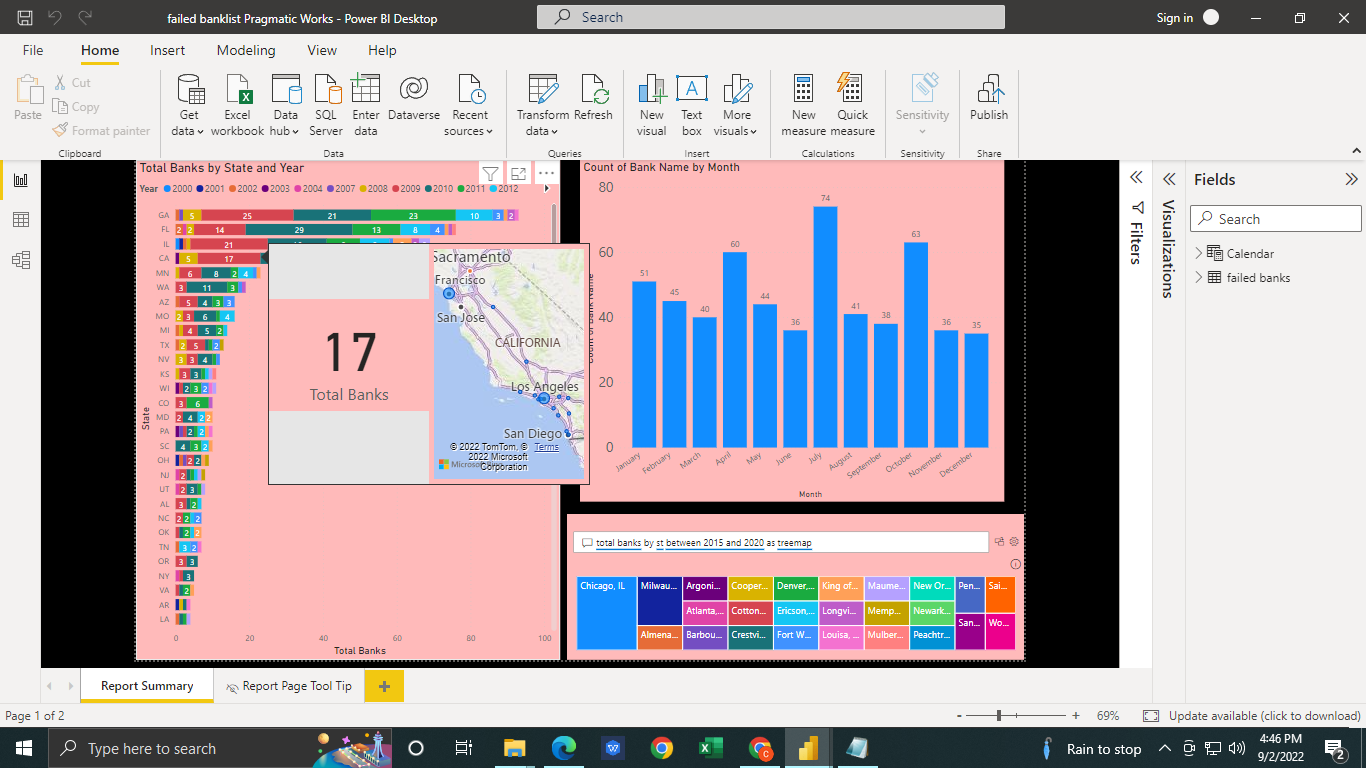 failed banklist Pragmatic Works - Power BI Desktop
Search
Sign in
File Home Insert Modeling View Help
Paste
Cut
Copy
Format painter
Clipboard
Get data
Excel workbook
Data hub
SQL Server
Enter data
Dataverse
Recent sources
Data
Transform data
Refresh
Queries
New visual
Text box
More visuals
Insert
New measure
Quick measure
Calculations
Sensitivity
Sensitivity
Publish
Share
Total Banks by State and Year
Year 2000 2001 2002 2003 2004 2007 2008 2009 2010 2011 2012
State
GA 5 25 21 23 10 3 2
FL 2 2 14 29 13 8 4
IL 21
CA 5 17
MN 6 8 2 4
WA 3 11 3
AZ 5 4 3 3
MO 2 3 6 4
MI 4 5 2
TX 2 5 2
NV 3 3 4
KS 3 3
WI 2 3 2
CO 3 6
MD 2 4 2 2
PA 2 2
SC 4 3 2
OH 2 2
NJ 2
UT 2 3
AL 3 2
NC 2 2 2
OK 2 2
TN 3 2
OR 3 3
NY 3
VA 2
AR
LA
0 20 40 60 80 100
Total Banks
17
Total Banks
Sacramento
Francisco
San Jose
CALIFORNIA
Los Angeles
San Diego
© 2022 TomTom, © 2022 Microsoft Corporation
Terms
Microsoft
Count of Bank Name by Month
Count of Bank Name
80
60
40
20
0
51 45 40 60 44 36 74 41 38 63 36 35
January February March April May June July August September October November December
Month
total banks by st between 2015 and 2020 as treemap
Chicago, IL Milwau... Argoni... Cooper... Denver,... King of... Maume... New Or... Pen... Sai...
Atlanta,... Cotton... Ericson,... Longvi... Memp... Newark... San... Wo...
Almena... Barbou... Crestvi... Fort W... Louisa, ... Mulber... Peachtr...
Filters
Visualizations
Fields
Search
Calendar
failed banks
Report Summary
Report Page Tool Tip
Page 1 of 2
69%
Update available (click to download)
Type here to search
Rain to stop
4:46 PM
9/2/2022
2